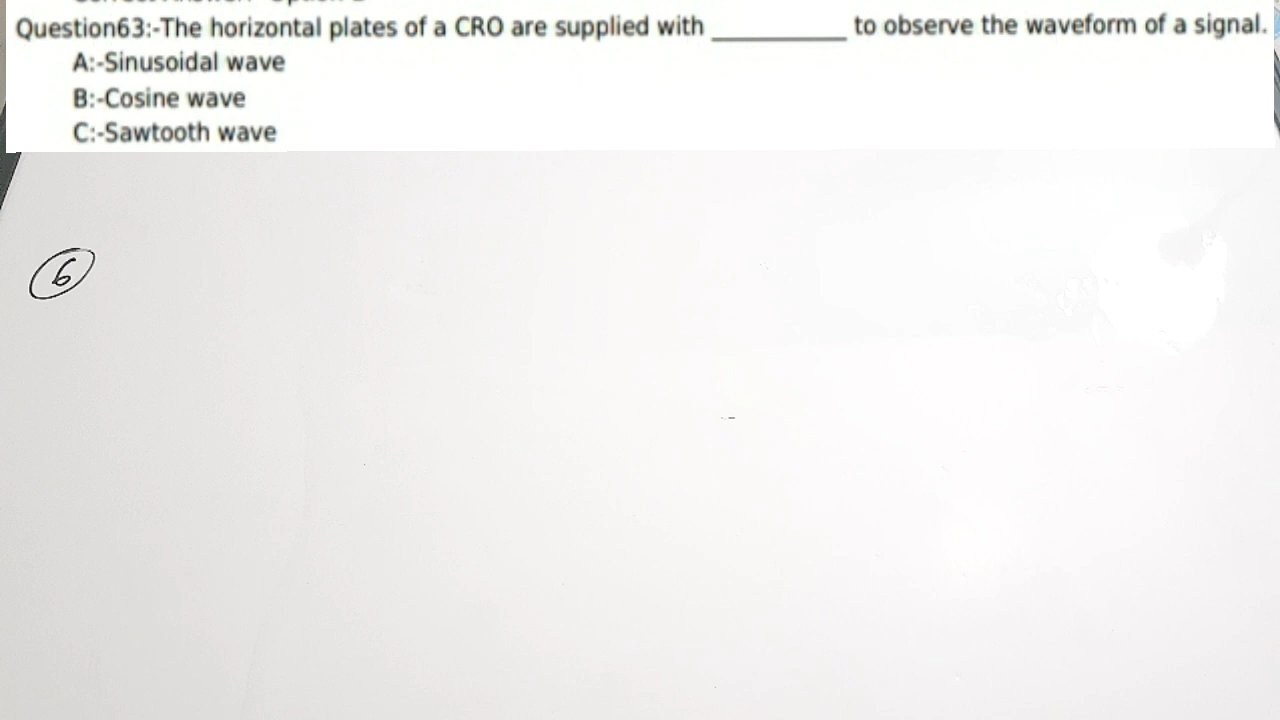 Question63:-The horizontal plates of a CRO are supplied with __________ to observe the waveform of a signal.
A:-Sinusoidal wave
B:-Cosine wave
C:-Sawtooth wave
6